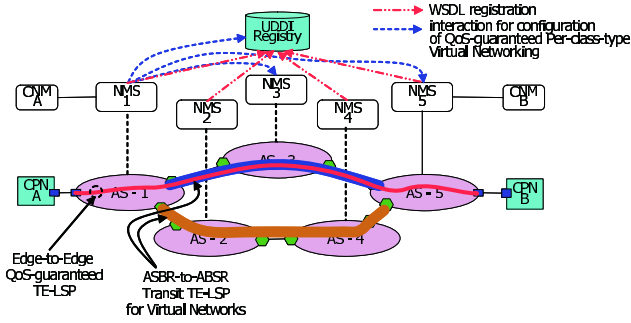 UDDI
Registry
WSDL registration
interaction for configuration
of QoS-guaranteed Per-class-type
Virtual Networking
CNM
A
NMS
1
NMS
2
NMS
3
NMS
4
NMS
5
CNM
B
CPN
A
AS - 1
AS - 3
AS - 5
CPN
B
AS - 2
AS - 4
Edge-to-Edge
QoS-guaranteed
TE-LSP
ASBR-to-ABSR
Transit TE-LSP
for Virtual Networks